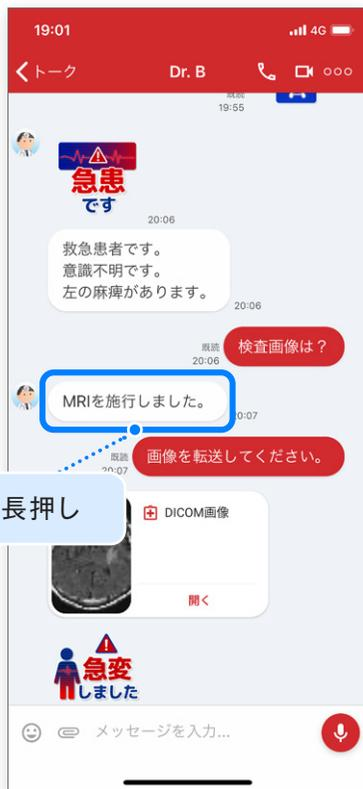 19:01
4G
トーク
Dr. B
既読
19:55
急患
です
20:06
救急患者です。
意識不明です。
左の麻痺があります。
20:06
検査画像は？
既読
20:06
MRIを施行しました。
20:07
画像を転送してください。
既読
20:07
長押し
DICOM画像
開く
急変
しました
メッセージを入力...